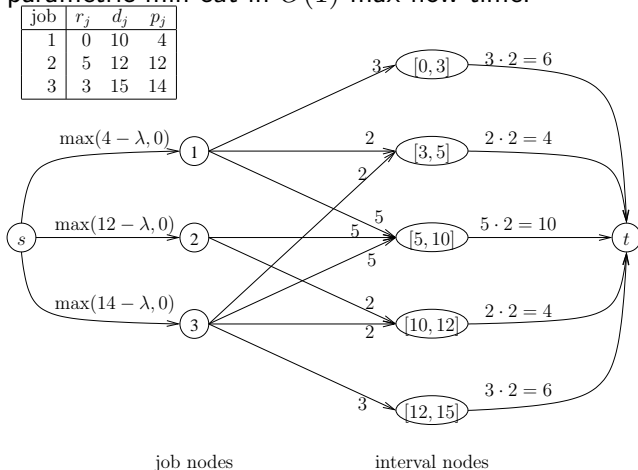 parametric min cut in O(1) max flow time.
job r_j d_j p_j
1 0 10 4
2 5 12 12
3 3 15 14
3
[0, 3]
3 · 2 = 6
max(4 − λ, 0)
1
2
2
[3, 5]
2 · 2 = 4
s
max(12 − λ, 0)
2
5
5
5
[5, 10]
5 · 2 = 10
t
max(14 − λ, 0)
3
2
2
[10, 12]
2 · 2 = 4
3
[12, 15]
3 · 2 = 6
job nodes
interval nodes